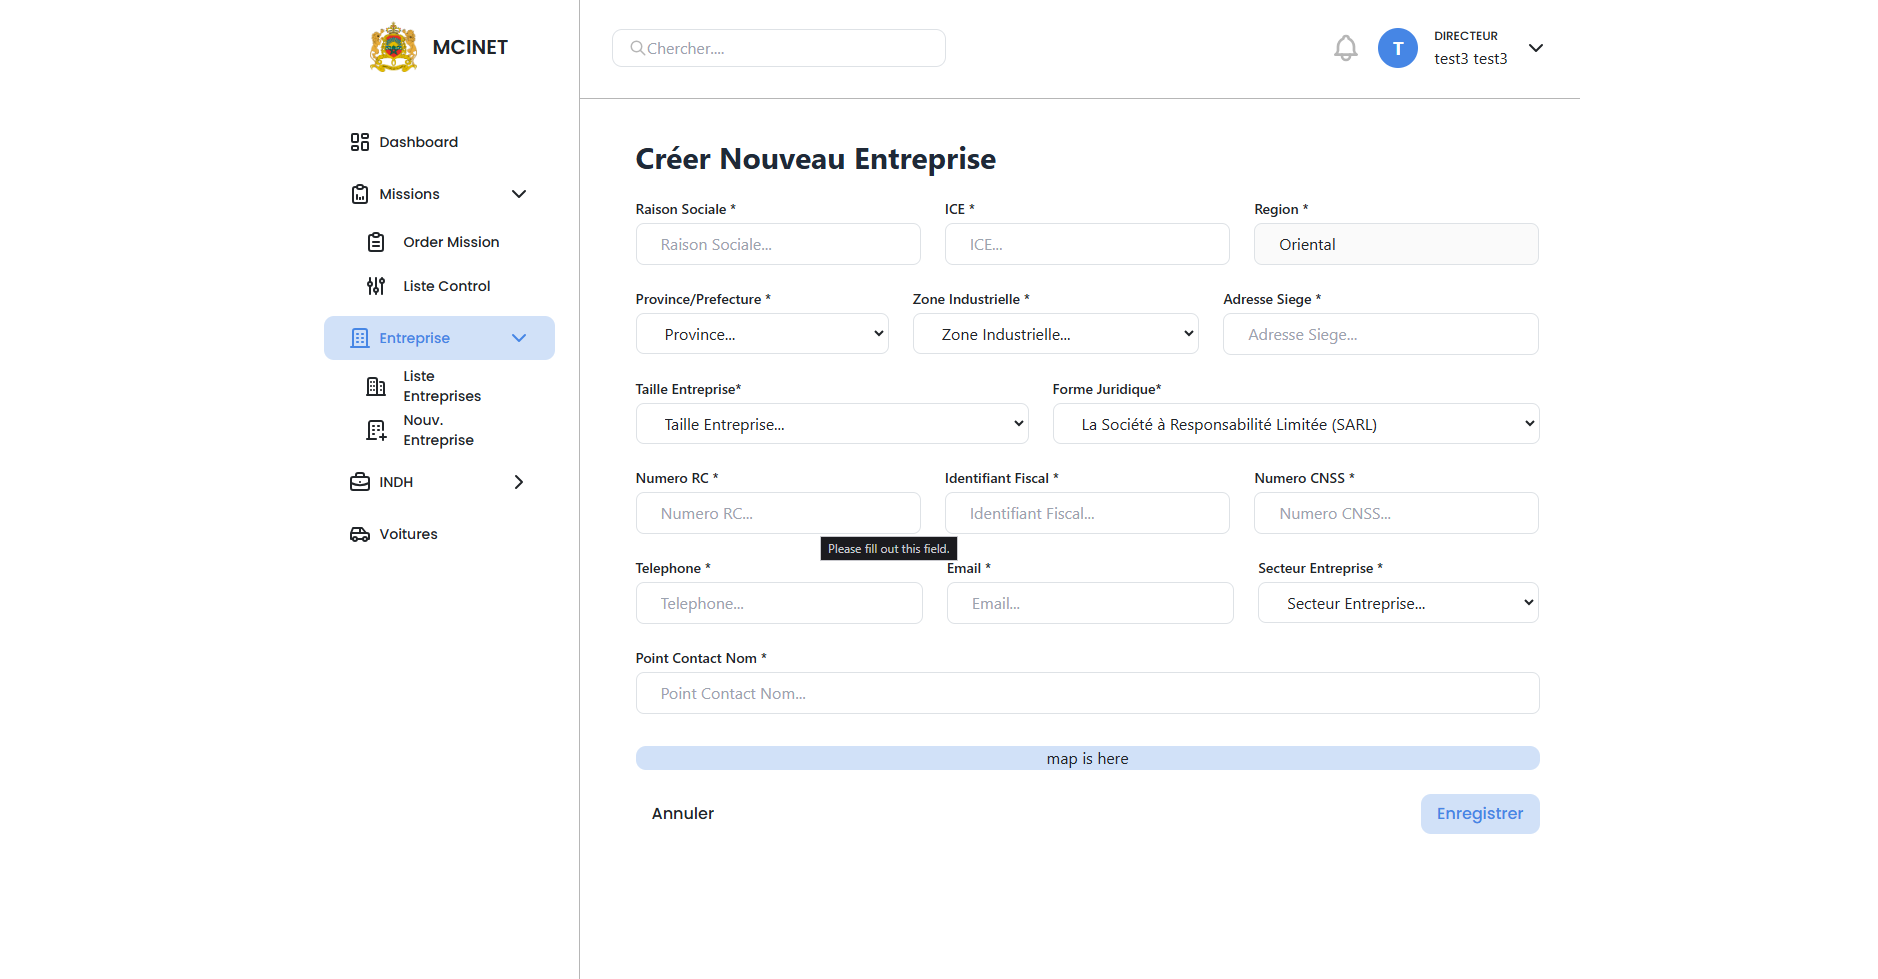 MCINET
Chercher....
DIRECTEUR
T
test3 test3
Dashboard
Missions
Order Mission
Liste Control
Entreprise
Liste
Entreprises
Nouv.
Entreprise
INDH
Voitures
Créer Nouveau Entreprise
Raison Sociale * ICE * Region *
Raison Sociale... ICE... Oriental
Province/Prefecture * Zone Industrielle * Adresse Siege *
Province... Zone Industrielle... Adresse Siege...
Taille Entreprise* Forme Juridique*
Taille Entreprise... La Société à Responsabilité Limitée (SARL)
Numero RC * Identifiant Fiscal * Numero CNSS *
Numero RC... Identifiant Fiscal... Numero CNSS...
Please fill out this field.
Telephone * Email * Secteur Entreprise *
Telephone... Email... Secteur Entreprise...
Point Contact Nom *
Point Contact Nom...
map is here
Annuler Enregistrer